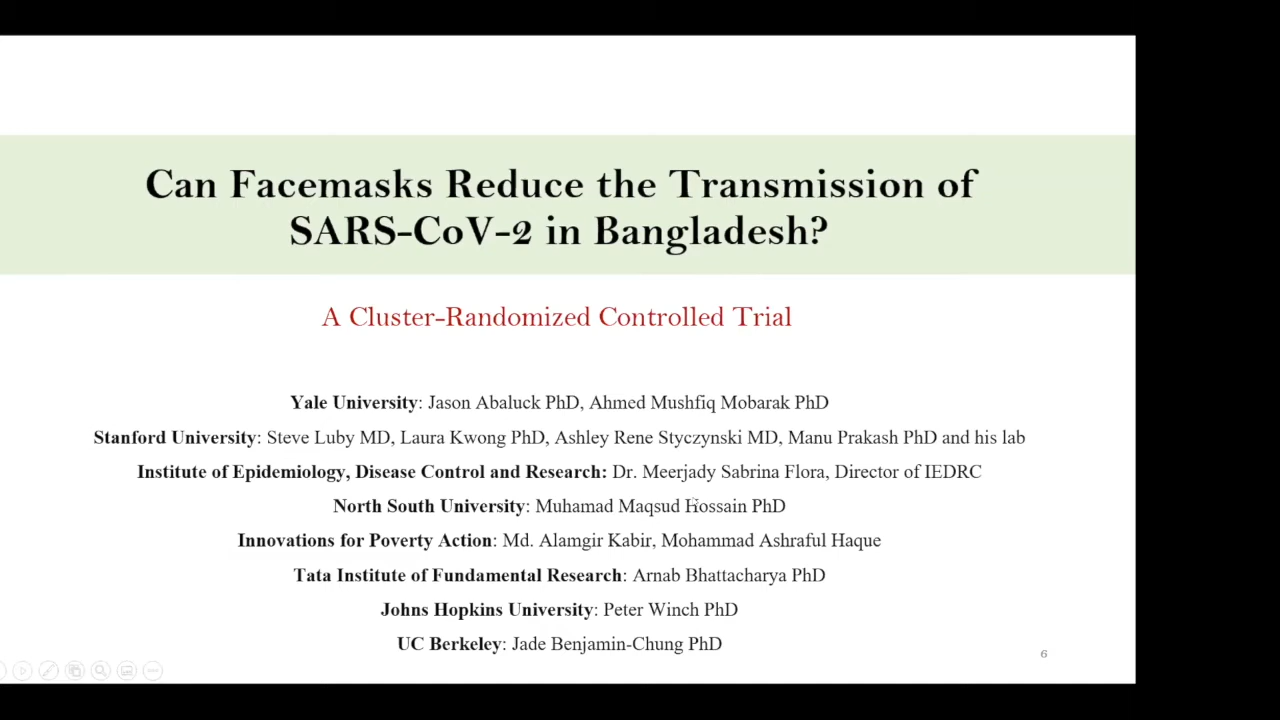 Can Facemasks Reduce the Transmission of
SARS-CoV-2 in Bangladesh?
A Cluster-Randomized Controlled Trial
Yale University: Jason Abaluck PhD, Ahmed Mushfiq Mobarak PhD
Stanford University: Steve Luby MD, Laura Kwong PhD, Ashley Rene Styczynski MD, Manu Prakash PhD and his lab
Institute of Epidemiology, Disease Control and Research: Dr. Meerjady Sabrina Flora, Director of IEDRC
North South University: Muhamad Maqsud Hossain PhD
Innovations for Poverty Action: Md. Alamgir Kabir, Mohammad Ashraful Haque
Tata Institute of Fundamental Research: Arnab Bhattacharya PhD
Johns Hopkins University: Peter Winch PhD
UC Berkeley: Jade Benjamin-Chung PhD
6